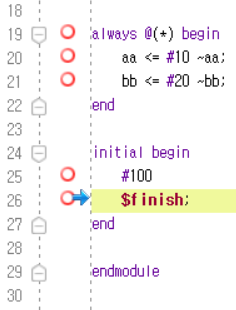 18
19 always @(*) begin
20 aa <= #10 ~aa;
21 bb <= #20 ~bb;
22 end
23
24 initial begin
25 #100
26 $finish;
27 end
28
29 endmodule
30